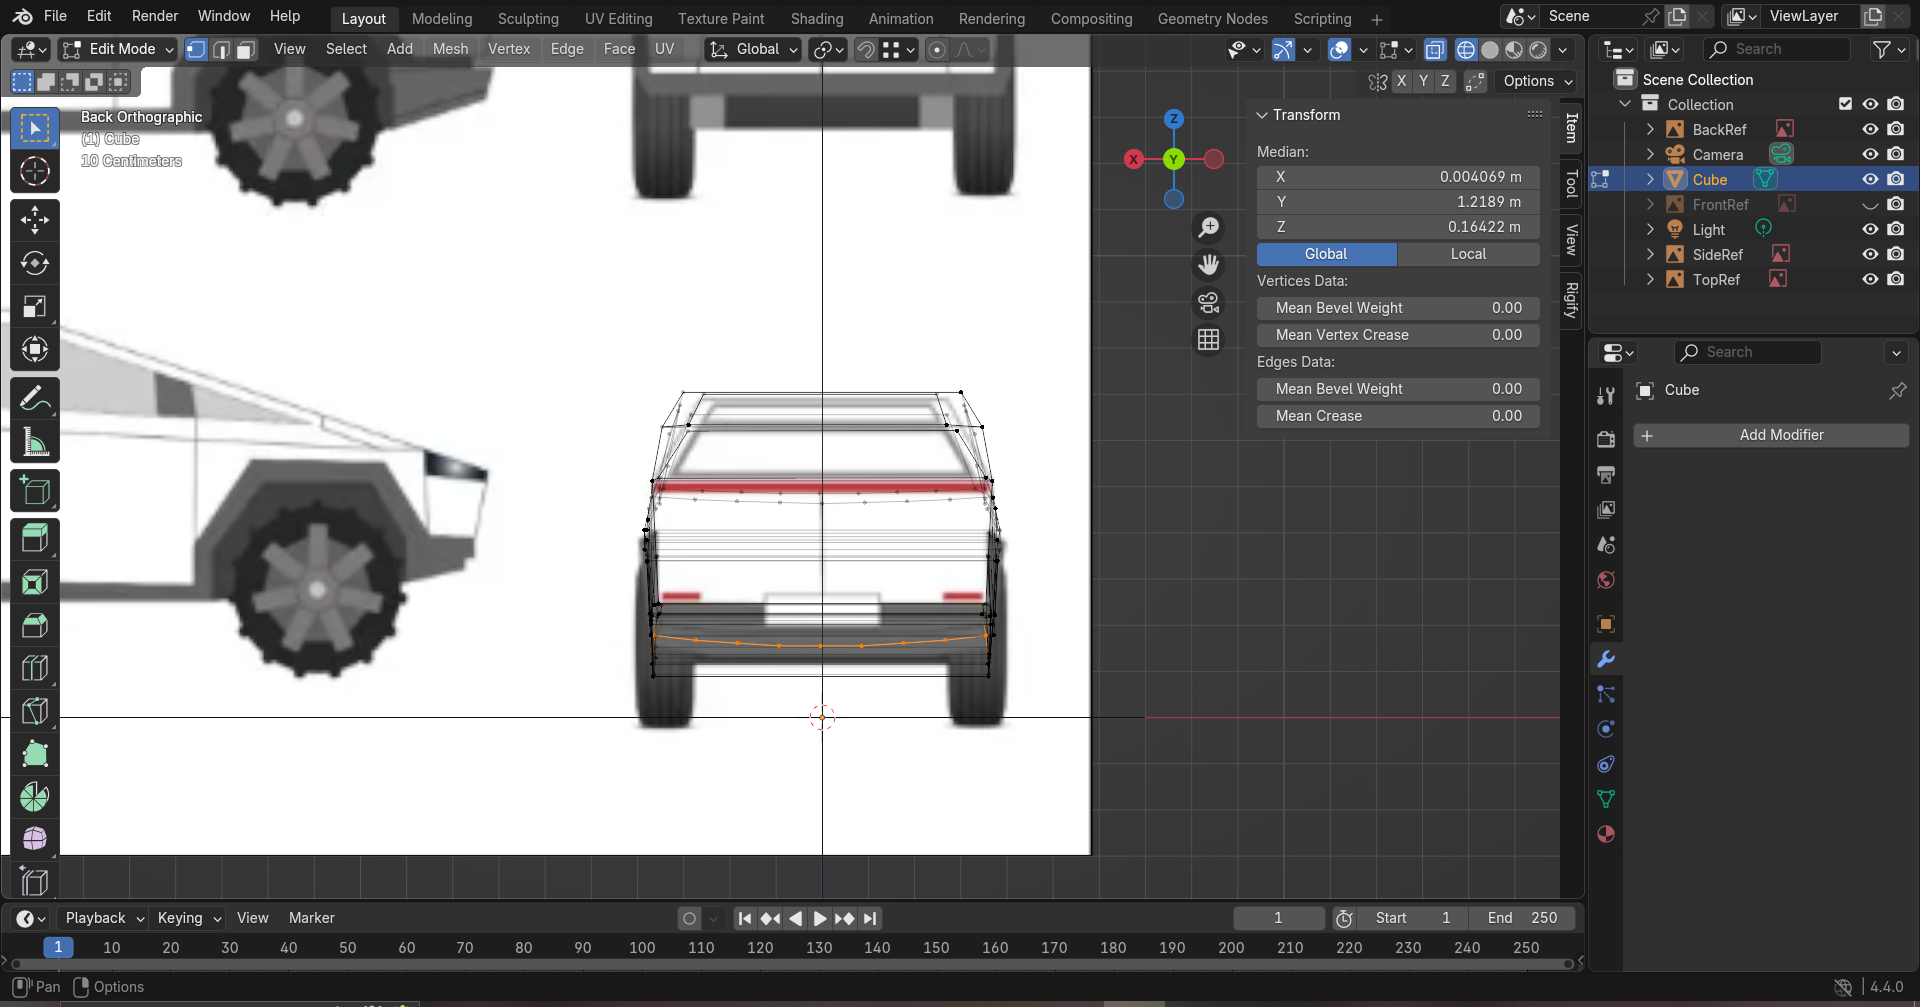 File Edit Render Window Help Layout Modeling Sculpting UV Editing Texture Paint Shading Animation Rendering Compositing Geometry Nodes Scripting + Scene ViewLayer
Edit Mode View Select Add Mesh Vertex Edge Face UV Global Search
X Y Z Options
Scene Collection
Collection
BackRef
Camera
Cube
FrontRef
Light
SideRef
TopRef
Back Orthographic
(1) Cube
10 Centimeters
Z
X
Y
Transform
Median:
X 0.004069 m
Y 1.2189 m
Z 0.16422 m
Global Local
Vertices Data:
Mean Bevel Weight 0.00
Mean Vertex Crease 0.00
Edges Data:
Mean Bevel Weight 0.00
Mean Crease 0.00
Item
Tool
View
Rigify
Search
Cube
+ Add Modifier
Playback Keying View Marker 1 Start 1 End 250
1 10 20 30 40 50 60 70 80 90 100 110 120 130 140 150 160 170 180 190 200 210 220 230 240 250
Pan Options 4.4.0